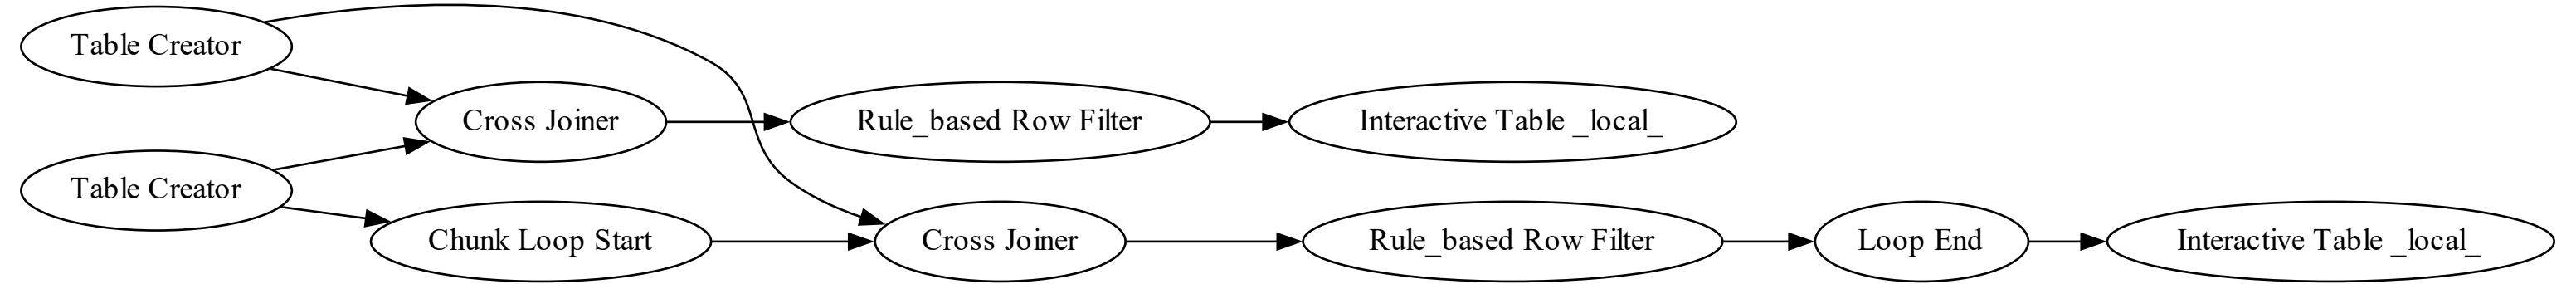 Table Creator
Cross Joiner
Rule_based Row Filter
Interactive Table _local_
Table Creator
Chunk Loop Start
Cross Joiner
Rule_based Row Filter
Loop End
Interactive Table _local_